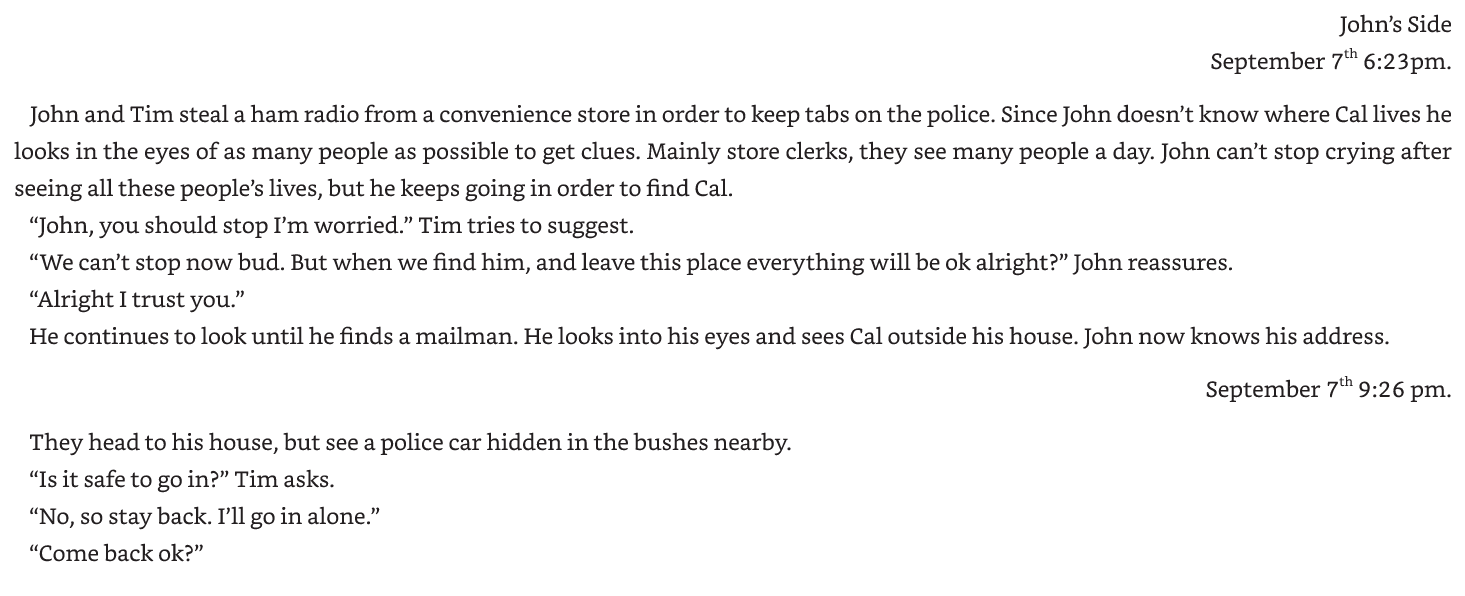 John’s Side
September 7th 6:23pm.
John and Tim steal a ham radio from a convenience store in order to keep tabs on the police. Since John doesn’t know where Cal lives he
looks in the eyes of as many people as possible to get clues. Mainly store clerks, they see many people a day. John can’t stop crying after
seeing all these people’s lives, but he keeps going in order to find Cal.
“John, you should stop I’m worried.” Tim tries to suggest.
“We can’t stop now bud. But when we find him, and leave this place everything will be ok alright?” John reassures.
“Alright I trust you.”
He continues to look until he finds a mailman. He looks into his eyes and sees Cal outside his house. John now knows his address.
September 7th 9:26 pm.
They head to his house, but see a police car hidden in the bushes nearby.
“Is it safe to go in?” Tim asks.
“No, so stay back. I’ll go in alone.”
“Come back ok?”